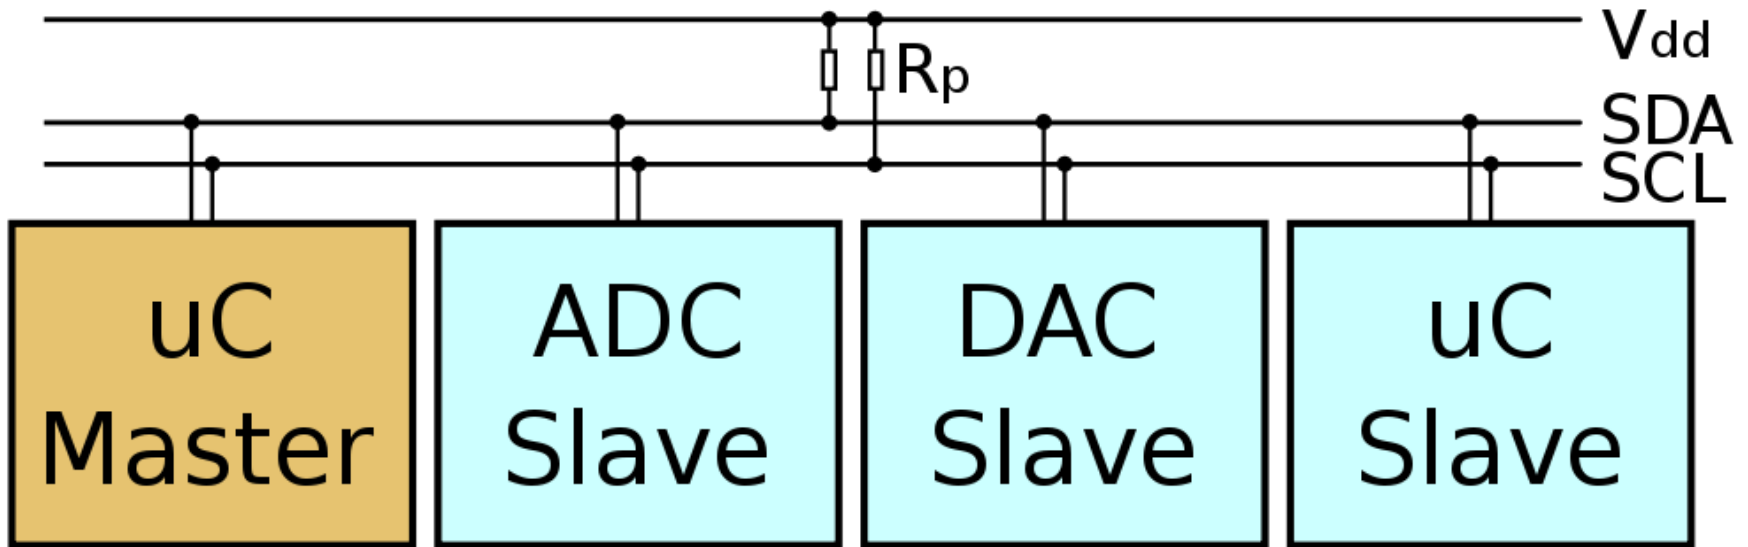 Vdd
Rp
SDA
SCL
uC
Master
ADC
Slave
DAC
Slave
uC
Slave